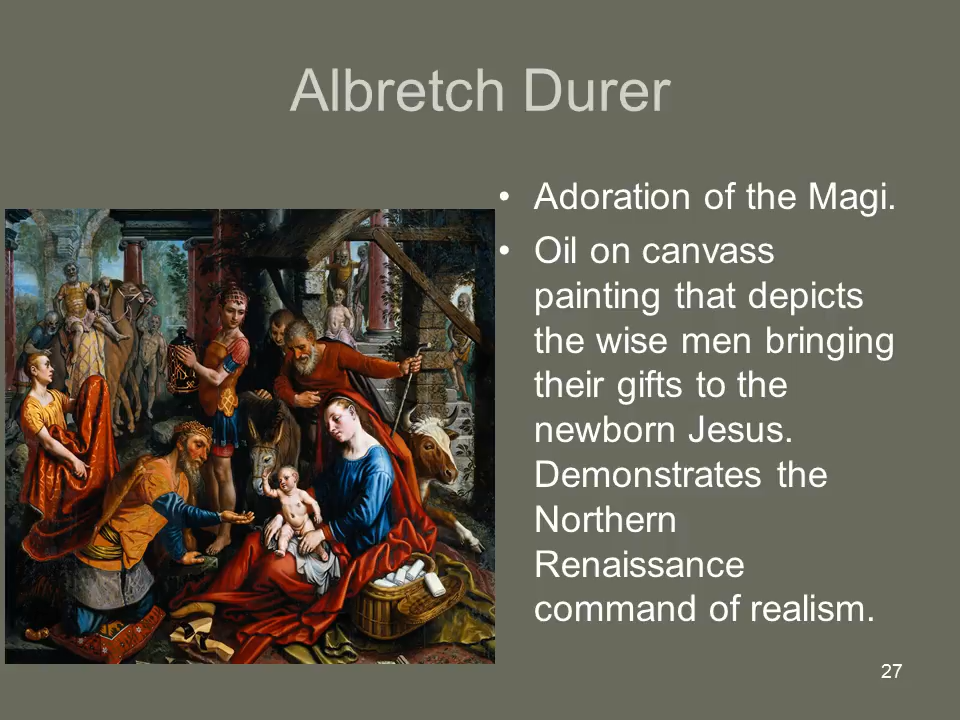 Albretch Durer
• Adoration of the Magi.
• Oil on canvass
painting that depicts
the wise men bringing
their gifts to the
newborn Jesus.
Demonstrates the
Northern
Renaissance
command of realism.
27